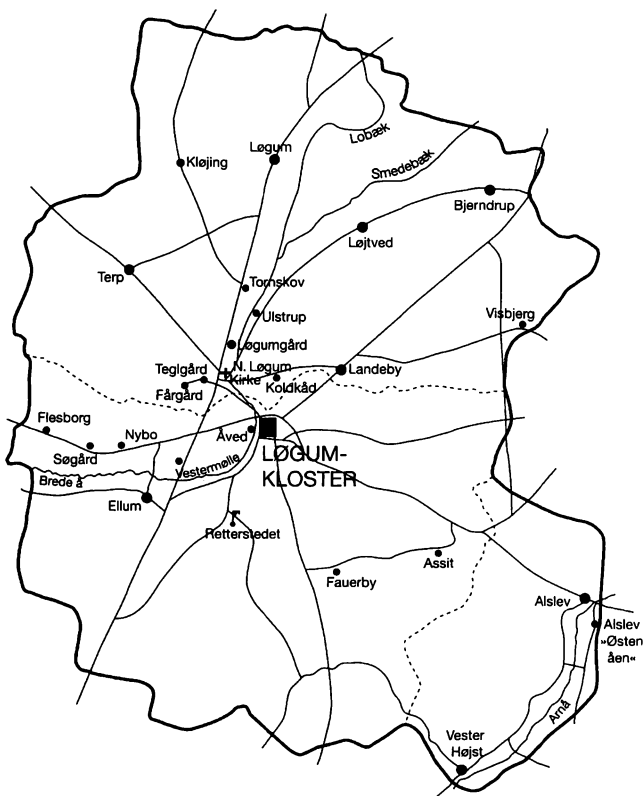 Lobæk
Løgum
Kløjing
Smedebæk
Bjerndrup
Løjtved
Terp
Tornskov
Ulstrup
Visbjerg
Løgumgård
Teglgård
N. Løgum
Kirke
Landeby
Koldkåd
Fårgård
Flesborg
Nybo
Åved
Søgård
Vestermølle
LØGUM-
KLOSTER
Brede å
Ellum
Retterstedet
Assit
Fauerby
Alslev
Alslev
»Østen
åen«
Arnå
Vester
Højst